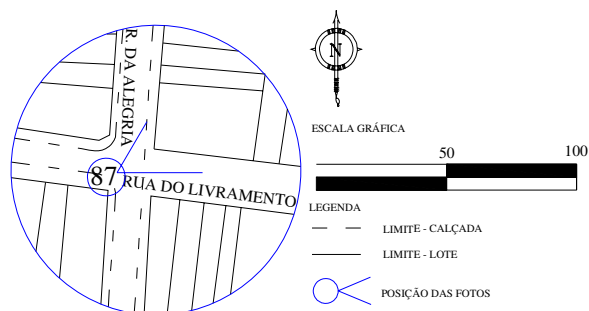 R. DA ALEGRIA
87
RUA DO LIVRAMENTO
N
ESCALA GRÁFICA
50
100
LEGENDA
LIMITE - CALÇADA
LIMITE - LOTE
POSIÇÃO DAS FOTOS